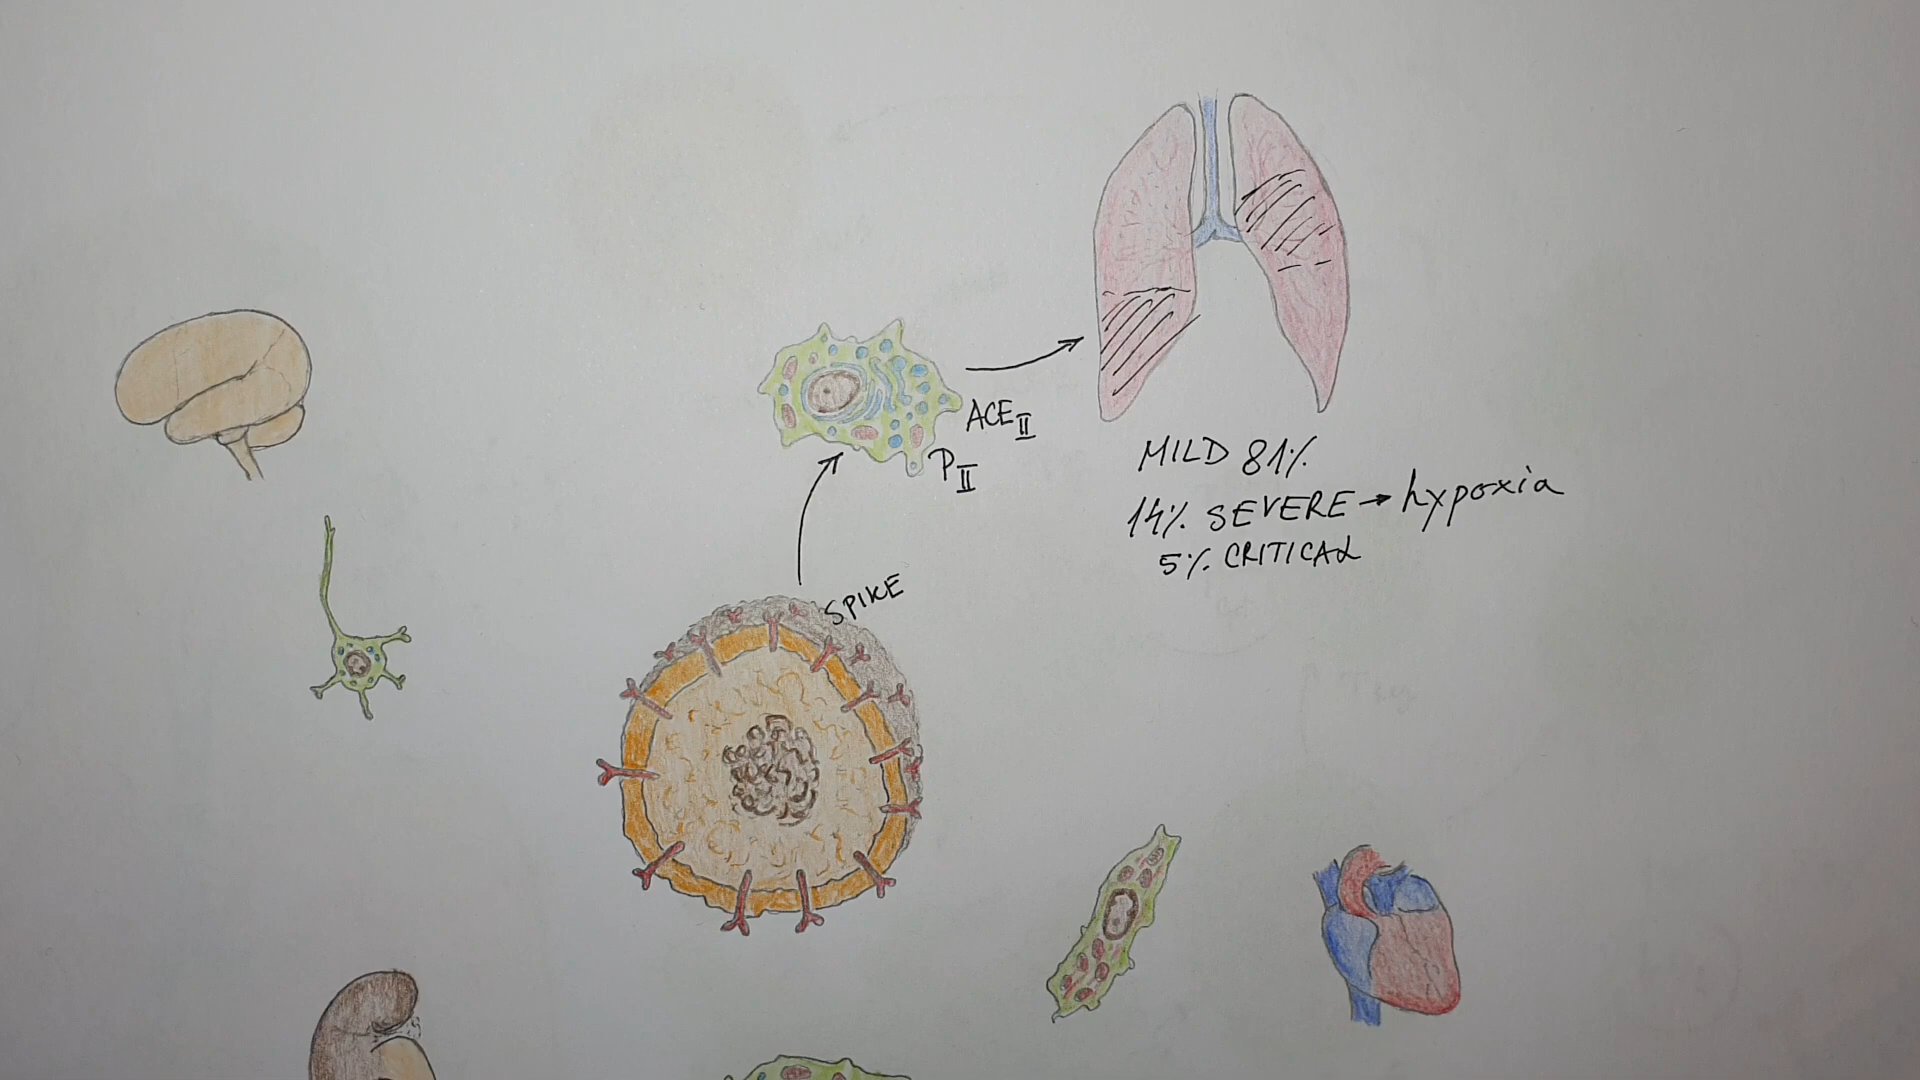 ACE II
P II
MILD 81%
14% SEVERE → hypoxia
5% CRITICAL
SPIKE